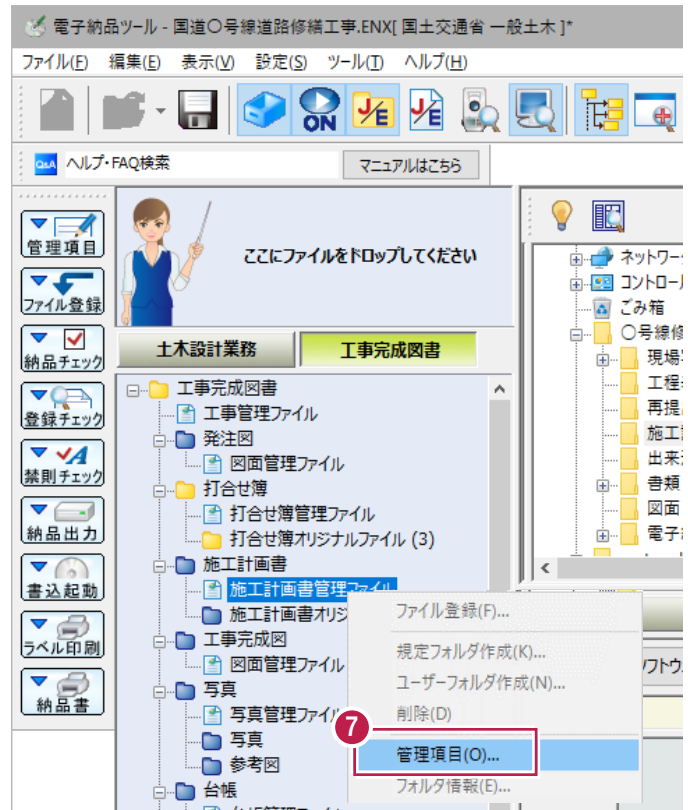 電子納品ツール - 国道〇号線道路修繕工事.ENX[ 国土交通省 一般土木 ]*
ファイル(F) 編集(E) 表示(V) 設定(S) ツール(T) ヘルプ(H)
ON
J/E
J/E
Q&A ヘルプ・FAQ検索 マニュアルはこちら
管理項目
ファイル登録
納品チェック
登録チェック
禁則チェック
納品出力
書込起動
ラベル印刷
納品書
ここにファイルをドロップしてください
土木設計業務 工事完成図書
工事完成図書
工事管理ファイル
発注図
図面管理ファイル
打合せ簿
打合せ簿管理ファイル
打合せ簿オリジナルファイル (3)
施工計画書
施工計画書管理ファイル
施工計画書オリジ
工事完成図
図面管理ファイル
写真
写真管理ファイル
写真
参考図
台帳
ネットワー
コントロール
ごみ箱
〇号線修
現場
工程
再提
施工計
出来
書類
図面
電子
ファイル登録(F)...
規定フォルダ作成(K)...
ユーザーフォルダ作成(N)...
削除(D)
7
管理項目(O)...
フォルダ情報(E)...
ソフトウ